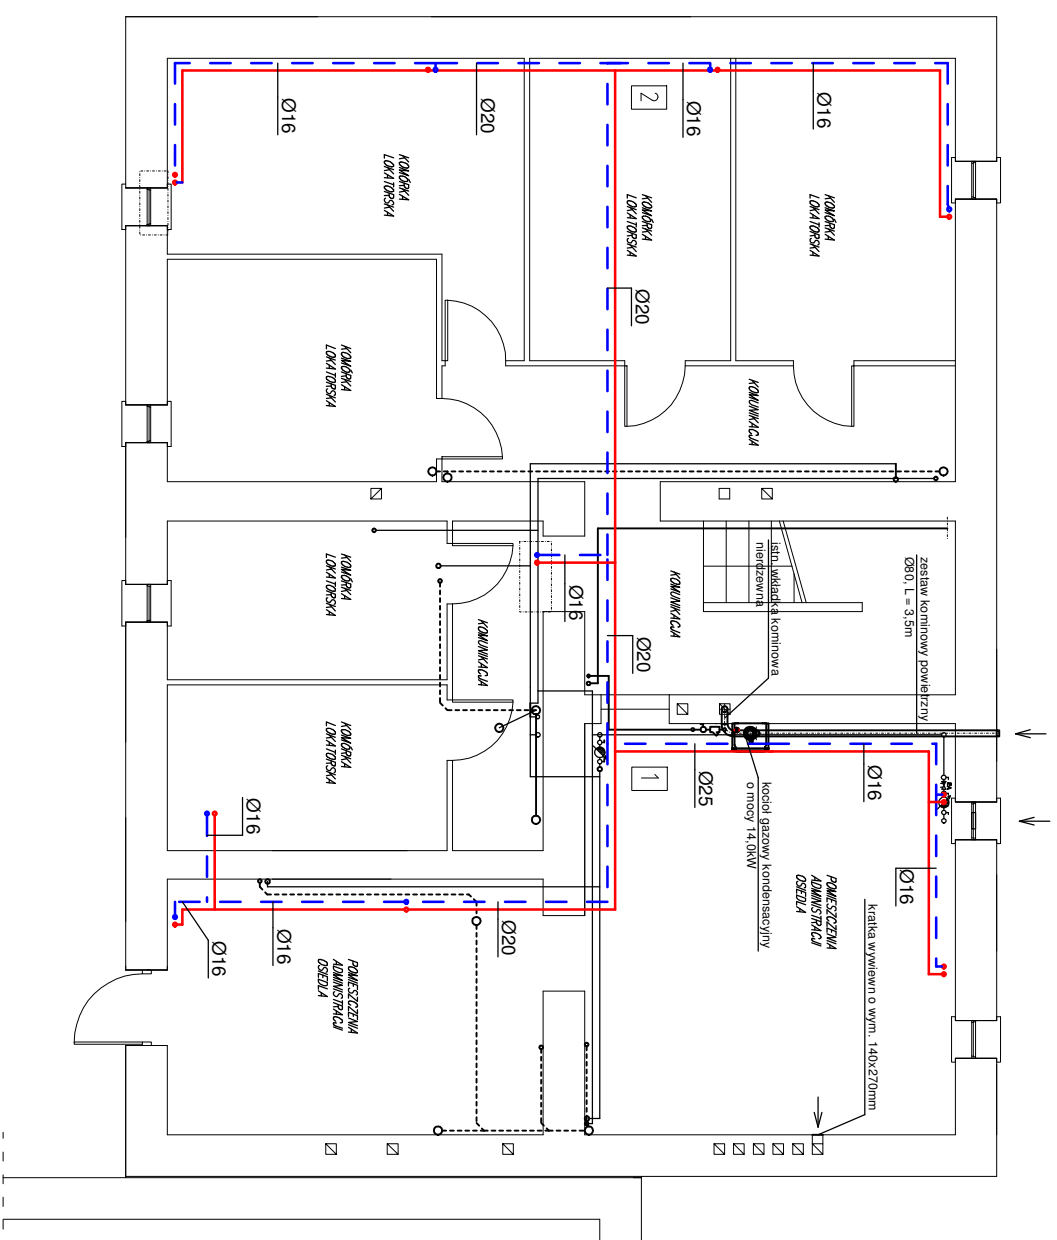 Ø16
Ø20
Ø16
Ø16
2
KOMÓRKA
LOKATORSKA
KOMÓRKA
LOKATORSKA
KOMÓRKA
LOKATORSKA
Ø20
KOMÓRKA
LOKATORSKA
KOMUNIKACJA
KOMÓRKA
LOKATORSKA
Ø16
KOMUNIKACJA
KOMUNIKACJA
Ø20
istn. wkładka kominowa
nierdzewna
zestaw kominowy powietrzny
Ø80, L = 3,5m
KOMÓRKA
LOKATORSKA
1
Ø25
kocioł gazowy kondensacyjny
o mocy 14,0kW
Ø16
Ø16
Ø16
POMIESZCZENIA
ADMINISTRACJI
OSIEDLA
kratka wywiewn o wym. 140x270mm
Ø16
Ø16
Ø20
POMIESZCZENIA
ADMINISTRACJI
OSIEDLA